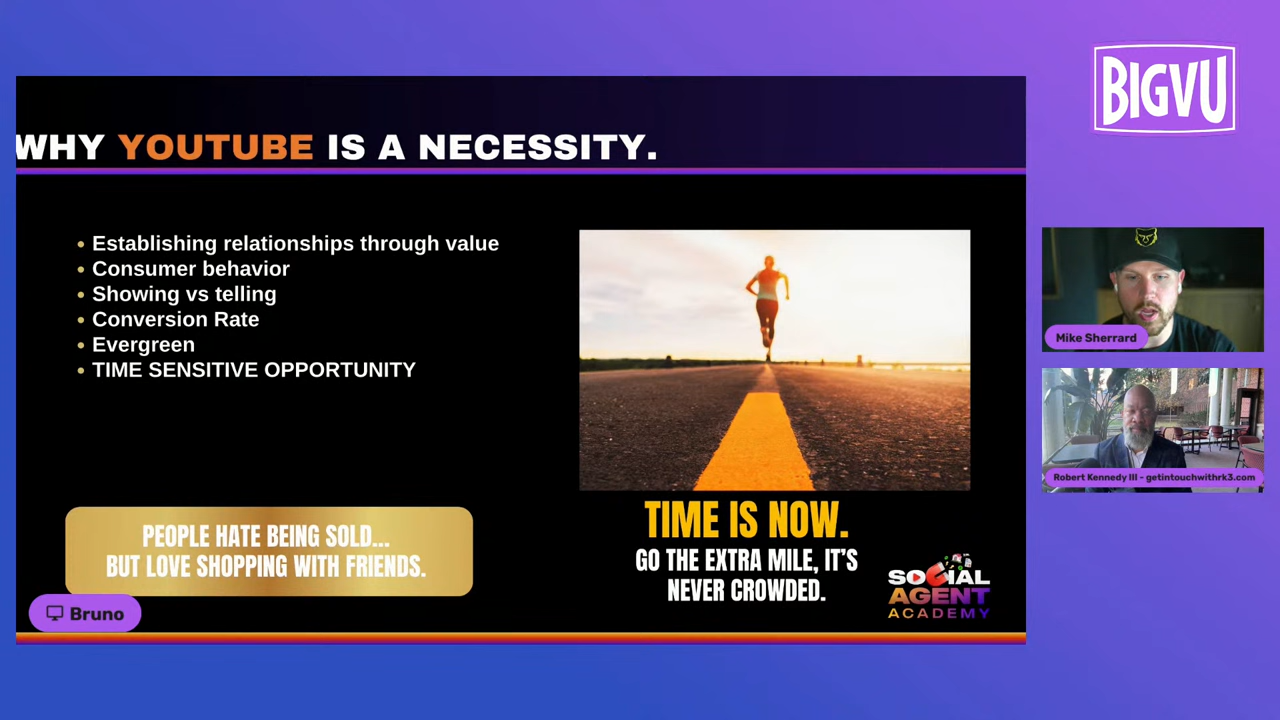 BIGVU
WHY YOUTUBE IS A NECESSITY.
• Establishing relationships through value
• Consumer behavior
• Showing vs telling
• Conversion Rate
• Evergreen
• TIME SENSITIVE OPPORTUNITY
PEOPLE HATE BEING SOLD...
BUT LOVE SHOPPING WITH FRIENDS.
TIME IS NOW.
GO THE EXTRA MILE, IT'S
NEVER CROWDED.
SOCIAL
AGENT
ACADEMY
Bruno
Mike Sherrard
Robert Kennedy III - getintouchwithrk3.com